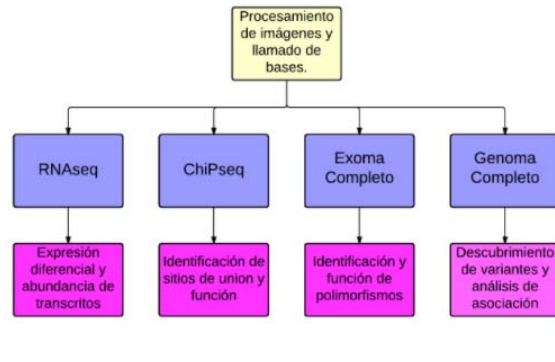 Procesamiento
de imágenes y
llamado de
bases.
RNAseq
ChiPseq
Exoma
Completo
Genoma
Completo
Expresión
diferencial y
abundancia de
transcritos
Identificación de
sitios de union y
función
Identificación y
función de
polimorfismos
Descubrimiento
de variantes y
análisis de
asociación